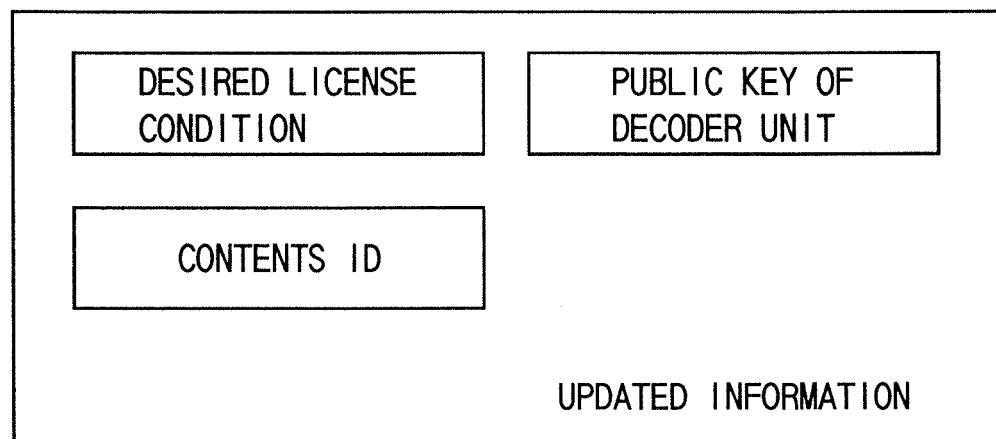 DESIRED LICENSE
CONDITION
PUBLIC KEY OF
DECODER UNIT
CONTENTS ID
UPDATED INFORMATION